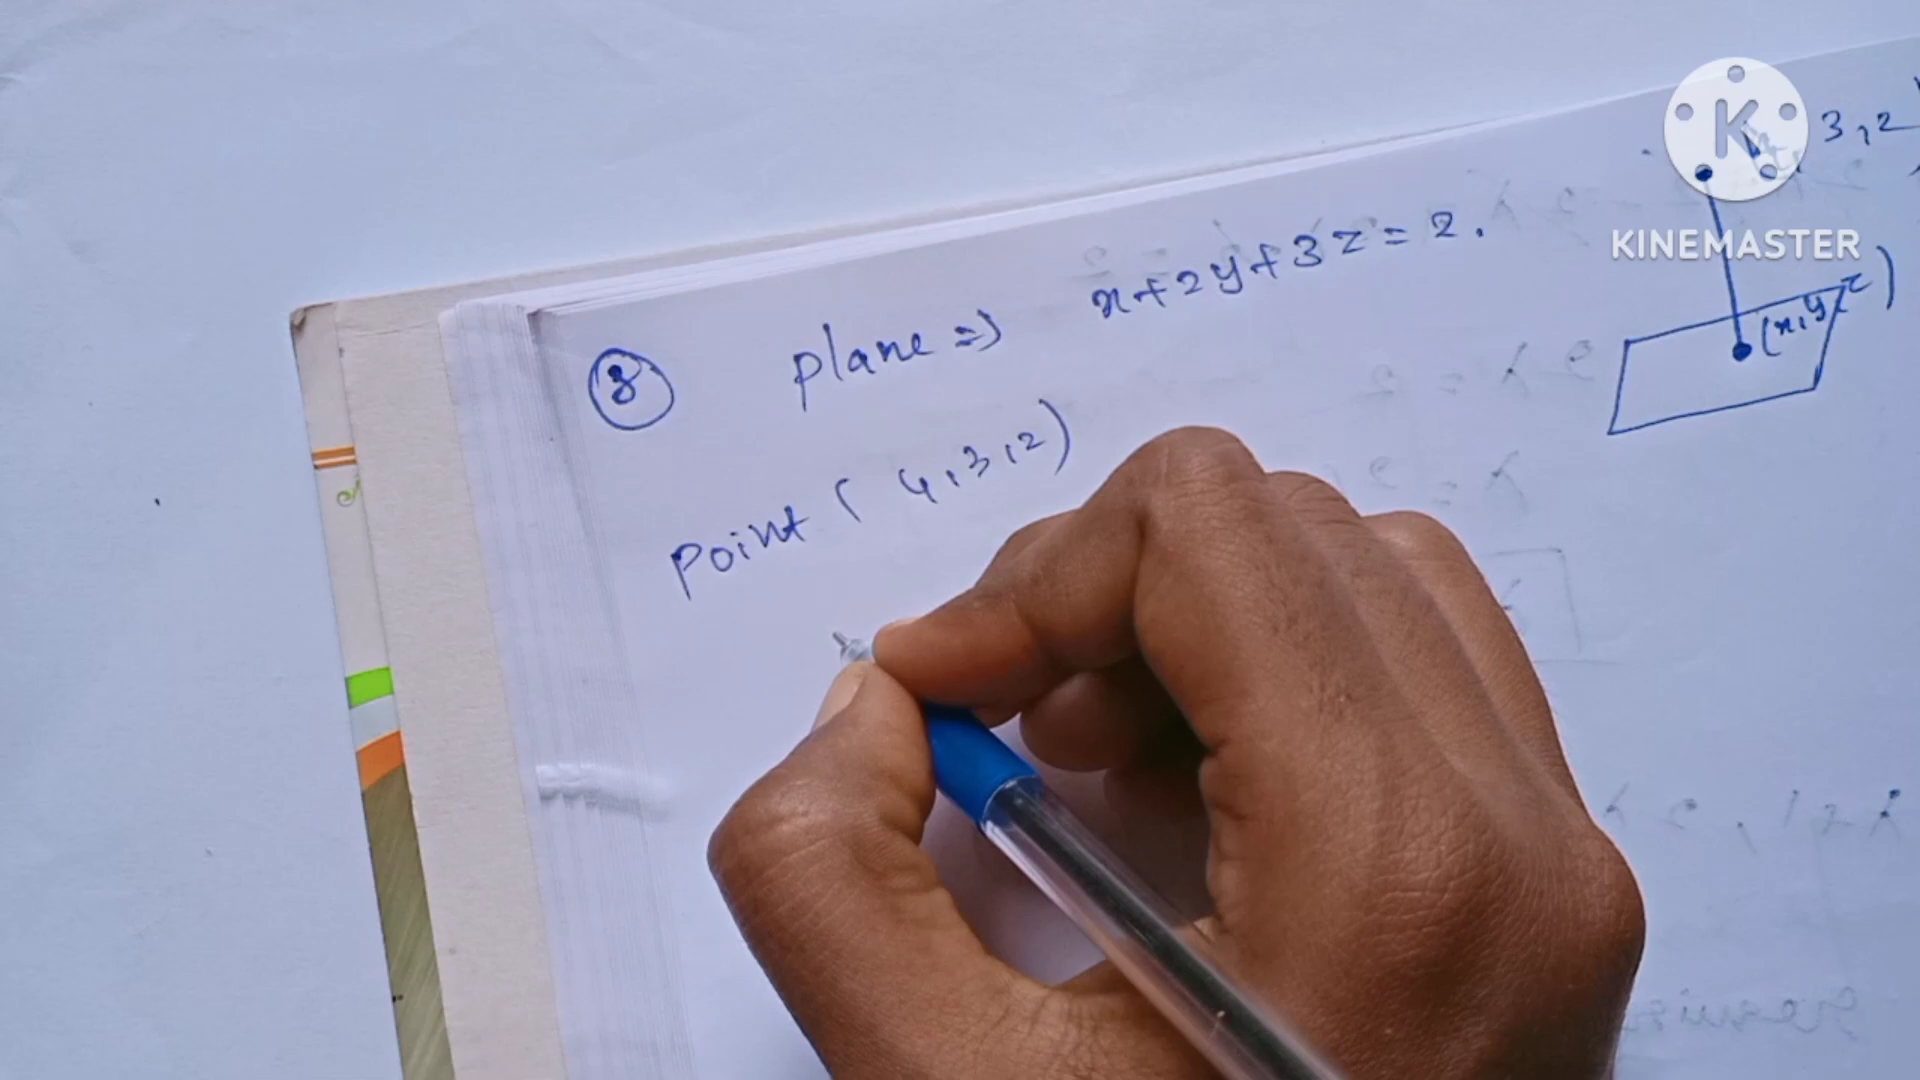 ⑧ plane ⇒ x+2y+3z=2.
point (4,3,2)
3,2)
(x,y,z)
K
KINEMASTER